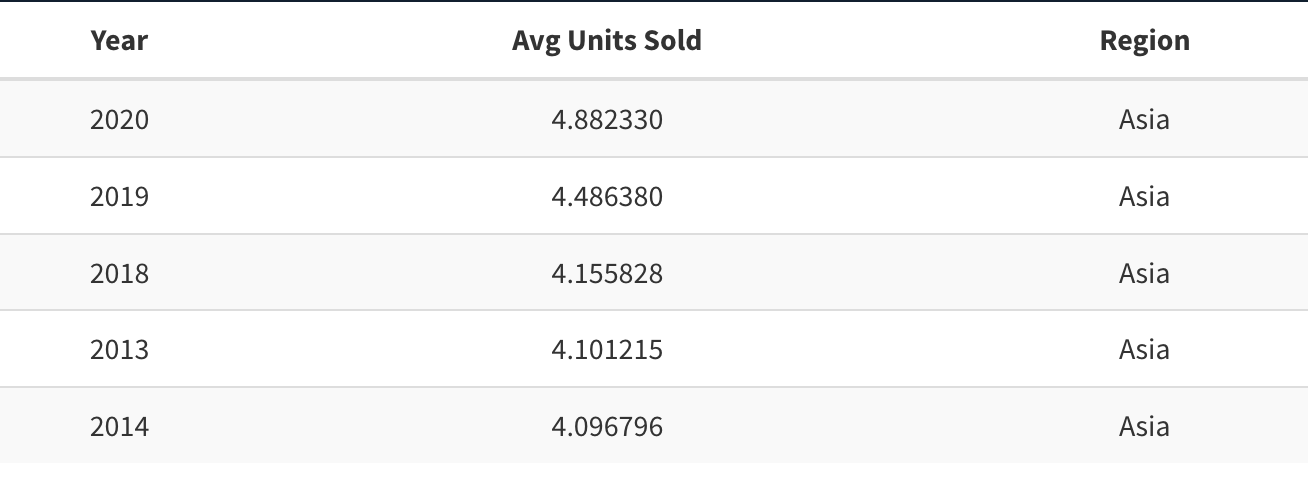 Year Avg Units Sold Region
2020 4.882330 Asia
2019 4.486380 Asia
2018 4.155828 Asia
2013 4.101215 Asia
2014 4.096796 Asia